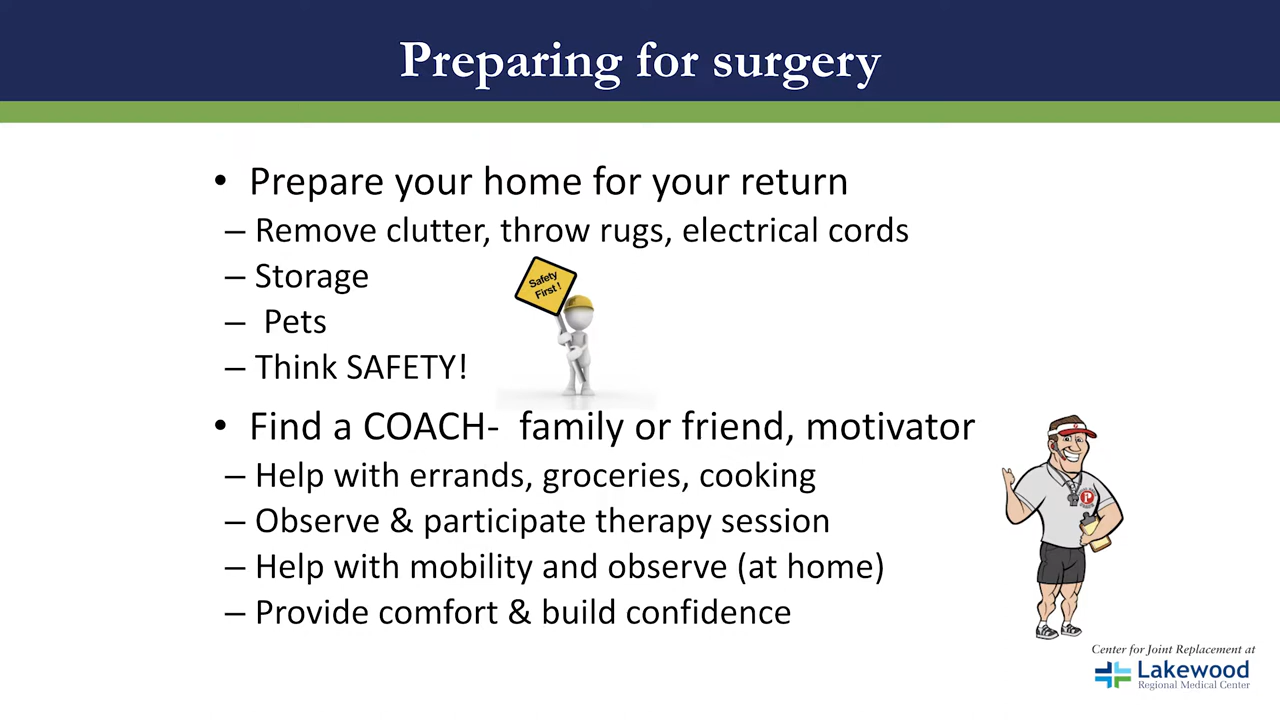 Preparing for surgery
• Prepare your home for your return
– Remove clutter, throw rugs, electrical cords
– Storage
– Pets
– Think SAFETY!
Safety
First !
• Find a COACH- family or friend, motivator
– Help with errands, groceries, cooking
– Observe & participate therapy session
– Help with mobility and observe (at home)
– Provide comfort & build confidence
Center for Joint Replacement at
Lakewood
Regional Medical Center